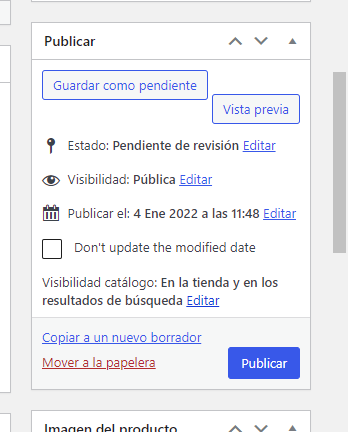 Publicar
Guardar como pendiente
Vista previa
Estado: Pendiente de revisión Editar
Visibilidad: Pública Editar
Publicar el: 4 Ene 2022 a las 11:48 Editar
Don't update the modified date
Visibilidad catálogo: En la tienda y en los
resultados de búsqueda Editar
Copiar a un nuevo borrador
Mover a la papelera
Publicar
Imagen del producto